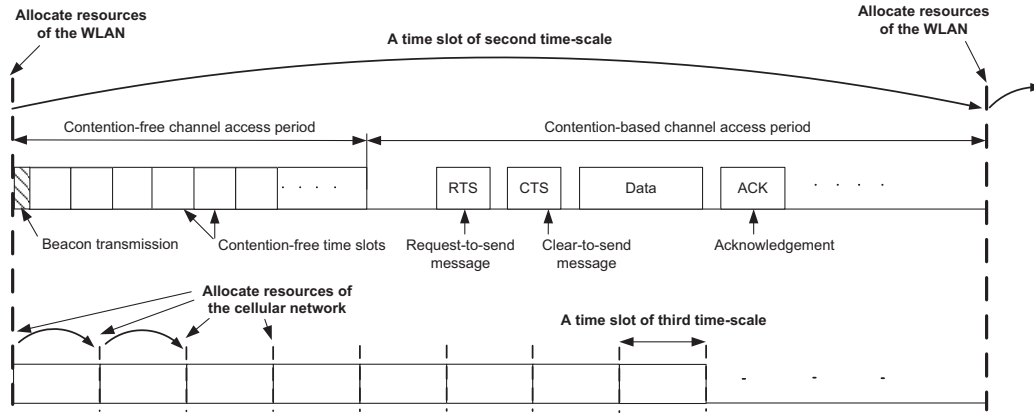 Allocate resources
of the WLAN
Allocate resources
of the WLAN
A time slot of second time-scale
Contention-free channel access period
Contention-based channel access period
RTS
CTS
Data
ACK
. . . .
. . . .
Beacon transmission
Contention-free time slots
Request-to-send
message
Clear-to-send
message
Acknowledgement
Allocate resources of
the cellular network
A time slot of third time-scale
- - -